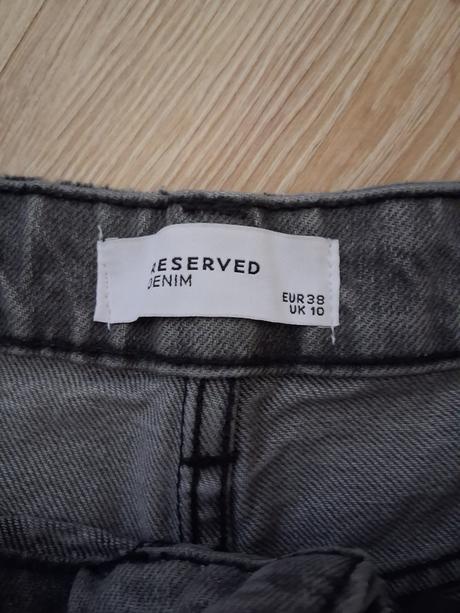 RESERVED
DENIM
EUR 38
UK 10